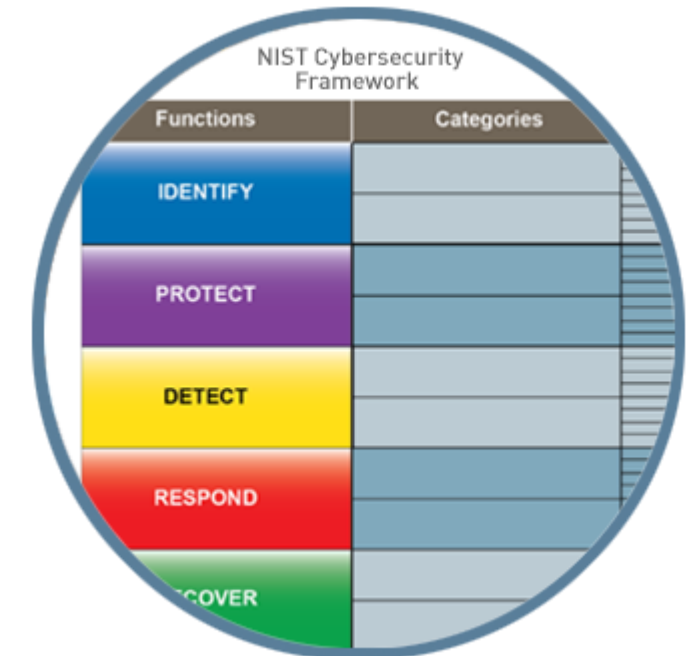 NIST Cybersecurity
Framework
Functions Categories
IDENTIFY
PROTECT
DETECT
RESPOND
COVER